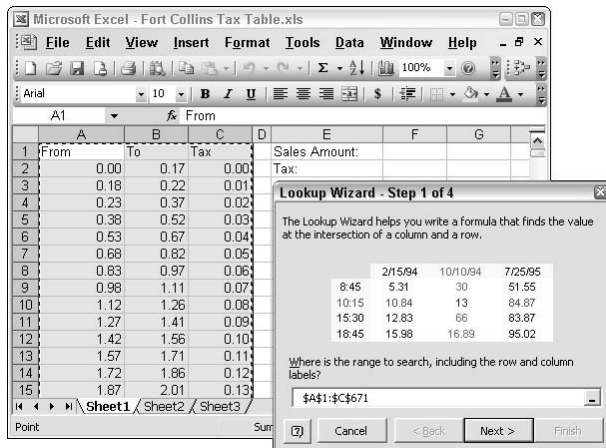 Microsoft Excel - Fort Collins Tax Table.xls
File Edit View Insert Format Tools Data Window Help
100%
Arial 10 B I U $ A
A1 fx From
A B C D E F G
1 From To Tax Sales Amount:
2 0.00 0.17 0.00 Tax:
3 0.18 0.22 0.01
4 0.23 0.37 0.02
5 0.38 0.52 0.03
6 0.53 0.67 0.04
7 0.68 0.82 0.05
8 0.83 0.97 0.06
9 0.98 1.11 0.07
10 1.12 1.26 0.08
11 1.27 1.41 0.09
12 1.42 1.56 0.10
13 1.57 1.71 0.11
14 1.72 1.86 0.12
15 1.87 2.01 0.13
Sheet1 / Sheet2 / Sheet3
Point Sum
Lookup Wizard - Step 1 of 4
The Lookup Wizard helps you write a formula that finds the value
at the intersection of a column and a row.
2/15/94 10/10/94 7/25/95
8:45 5.31 30 51.55
10:15 10.84 13 84.87
15:30 12.83 66 83.87
18:45 15.98 16.89 95.02
Where is the range to search, including the row and column
labels?
$A$1:$C$671
Cancel < Back Next > Finish